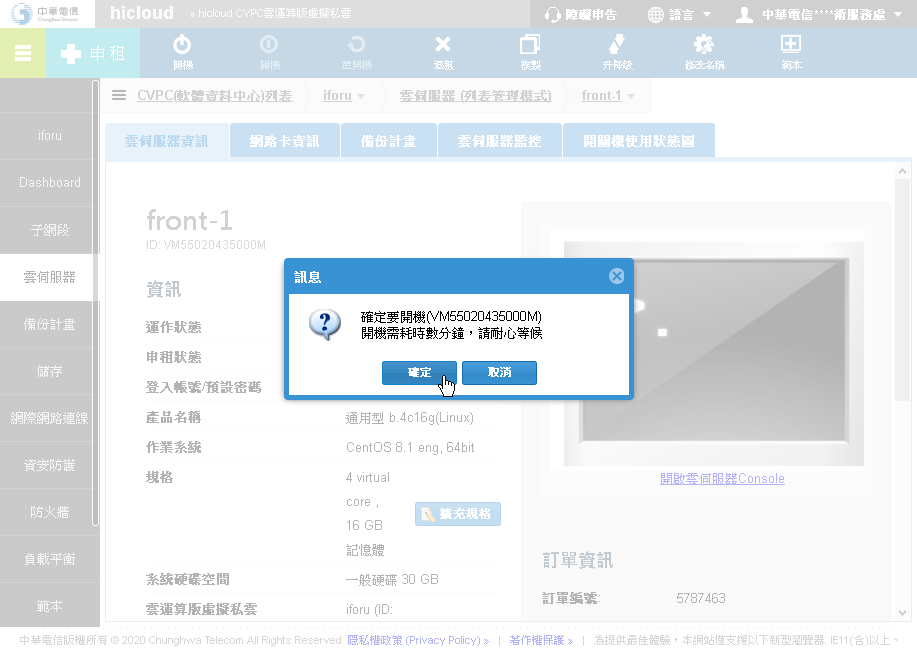 中華電信
Chunghwa Telecom
hicloud » hicloud CVPC雲運算版虛擬私雲
障礙申告
語言
中華電信****術服務處
申租
開機
關機
重開機
退租
複製
升降級
修改名稱
範本
CVPC(軟體資料中心)列表
iforu
雲伺服器 (列表管理模式)
front-1
iforu
Dashboard
子網段
雲伺服器
備份計畫
儲存
網際網路連線
資安防護
防火牆
負載平衡
範本
雲伺服器資訊
網路卡資訊
備份計畫
雲伺服器監控
開關機使用狀態圖
front-1
ID: VM55020435000M
資訊
運作狀態
申租狀態
登入帳號/預設密碼
產品名稱
通用型 b.4c16g(Linux)
作業系統
CentOS 8.1 eng, 64bit
規格
4 virtual
core ,
16 GB
記憶體
擴充規格
系統硬碟空間
一般硬碟 30 GB
雲運算版虛擬私雲
iforu (ID:
開啟雲伺服器Console
訂單資訊
訂單編號:
5787463
訊息
確定要開機(VM55020435000M)
開機需耗時數分鐘，請耐心等候
確定
取消
中華電信版權所有 © 2020 Chunghwa Telecom All Rights Reserved 隱私權政策 (Privacy Policy) » | 著作權保護 » | 為提供最佳體驗，本網站僅支援以下新型瀏覽器: IE11(含)以上、